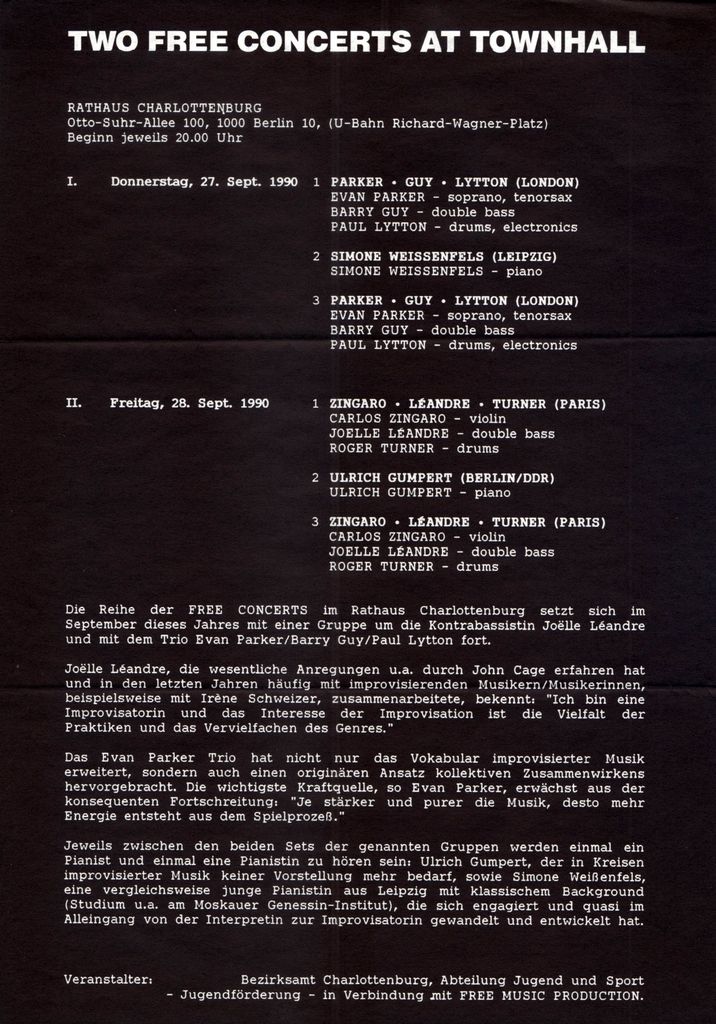 TWO FREE CONCERTS AT TOWNHALL
RATHAUS CHARLOTTENBURG
Otto-Suhr-Allee 100, 1000 Berlin 10, (U-Bahn Richard-Wagner-Platz)
Beginn jeweils 20.00 Uhr
I. Donnerstag, 27. Sept. 1990 1 PARKER • GUY • LYTTON (LONDON)
EVAN PARKER - soprano, tenorsax
BARRY GUY - double bass
PAUL LYTTON - drums, electronics
2 SIMONE WEISSENFELS (LEIPZIG)
SIMONE WEISSENFELS - piano
3 PARKER • GUY • LYTTON (LONDON)
EVAN PARKER - soprano, tenorsax
BARRY GUY - double bass
PAUL LYTTON - drums, electronics
II. Freitag, 28. Sept. 1990 1 ZINGARO • LÉANDRE • TURNER (PARIS)
CARLOS ZINGARO - violin
JOELLE LÉANDRE - double bass
ROGER TURNER - drums
2 ULRICH GUMPERT (BERLIN/DDR)
ULRICH GUMPERT - piano
3 ZINGARO • LÉANDRE • TURNER (PARIS)
CARLOS ZINGARO - violin
JOELLE LÉANDRE - double bass
ROGER TURNER - drums
Die Reihe der FREE CONCERTS im Rathaus Charlottenburg setzt sich im
September dieses Jahres mit einer Gruppe um die Kontrabassistin Joëlle Léandre
und mit dem Trio Evan Parker/Barry Guy/Paul Lytton fort.
Joëlle Léandre, die wesentliche Anregungen u.a. durch John Cage erfahren hat
und in den letzten Jahren häufig mit improvisierenden Musikern/Musikerinnen,
beispielsweise mit Irène Schweizer, zusammenarbeitete, bekennt: "Ich bin eine
Improvisatorin und das Interesse der Improvisation ist die Vielfalt der
Praktiken und das Vervielfachen des Genres."
Das Evan Parker Trio hat nicht nur das Vokabular improvisierter Musik
erweitert, sondern auch einen originären Ansatz kollektiven Zusammenwirkens
hervorgebracht. Die wichtigste Kraftquelle, so Evan Parker, erwächst aus der
konsequenten Fortschreitung: "Je stärker und purer die Musik, desto mehr
Energie entsteht aus dem Spielprozeß."
Jeweils zwischen den beiden Sets der genannten Gruppen werden einmal ein
Pianist und einmal eine Pianistin zu hören sein: Ulrich Gumpert, der in Kreisen
improvisierter Musik keiner Vorstellung mehr bedarf, sowie Simone Weißenfels,
eine vergleichsweise junge Pianistin aus Leipzig mit klassischem Background
(Studium u.a. am Moskauer Genessin-Institut), die sich engagiert und quasi im
Alleingang von der Interpretin zur Improvisatorin gewandelt und entwickelt hat.
Veranstalter: Bezirksamt Charlottenburg, Abteilung Jugend und Sport
- Jugendförderung - in Verbindung mit FREE MUSIC PRODUCTION.